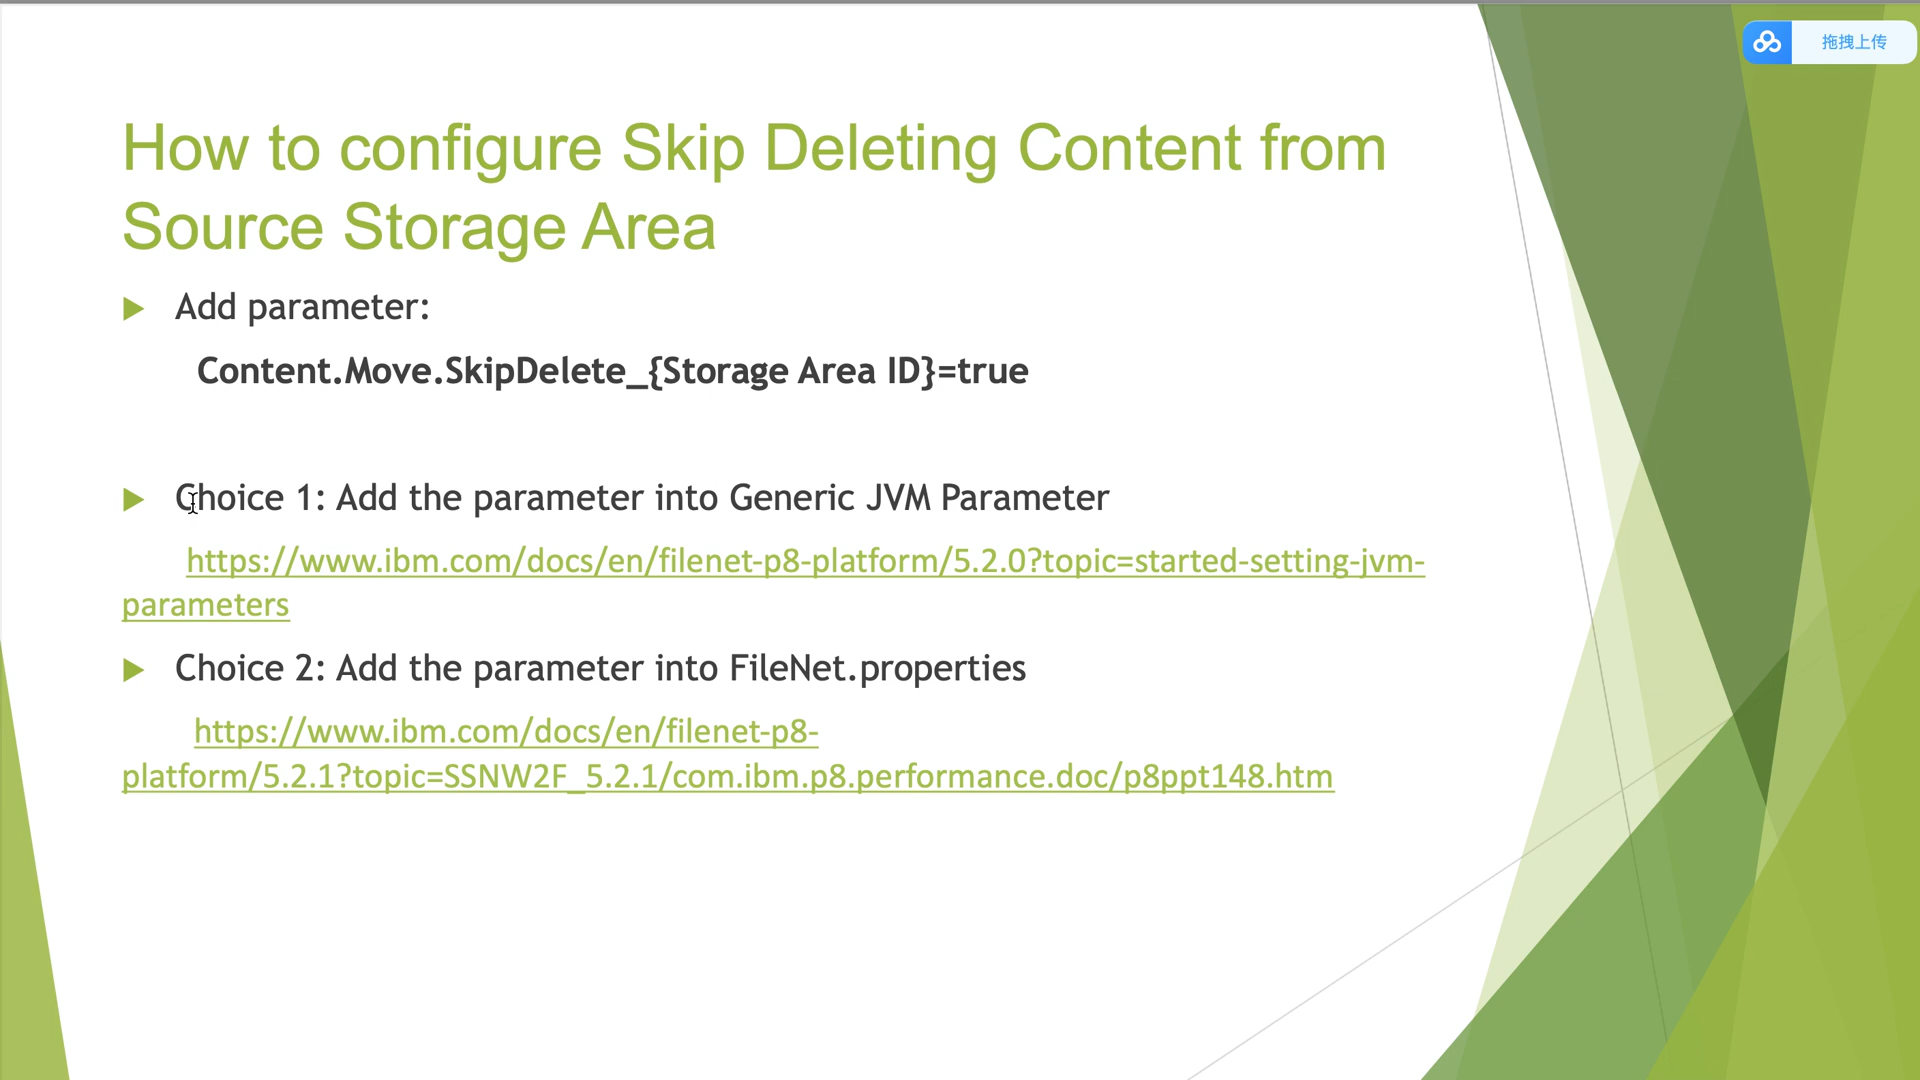 拖拽上传
How to configure Skip Deleting Content from
Source Storage Area
Add parameter:
Content.Move.SkipDelete_{Storage Area ID}=true
Choice 1: Add the parameter into Generic JVM Parameter
https://www.ibm.com/docs/en/filenet-p8-platform/5.2.0?topic=started-setting-jvm-
parameters
Choice 2: Add the parameter into FileNet.properties
https://www.ibm.com/docs/en/filenet-p8-
platform/5.2.1?topic=SSNW2F_5.2.1/com.ibm.p8.performance.doc/p8ppt148.htm